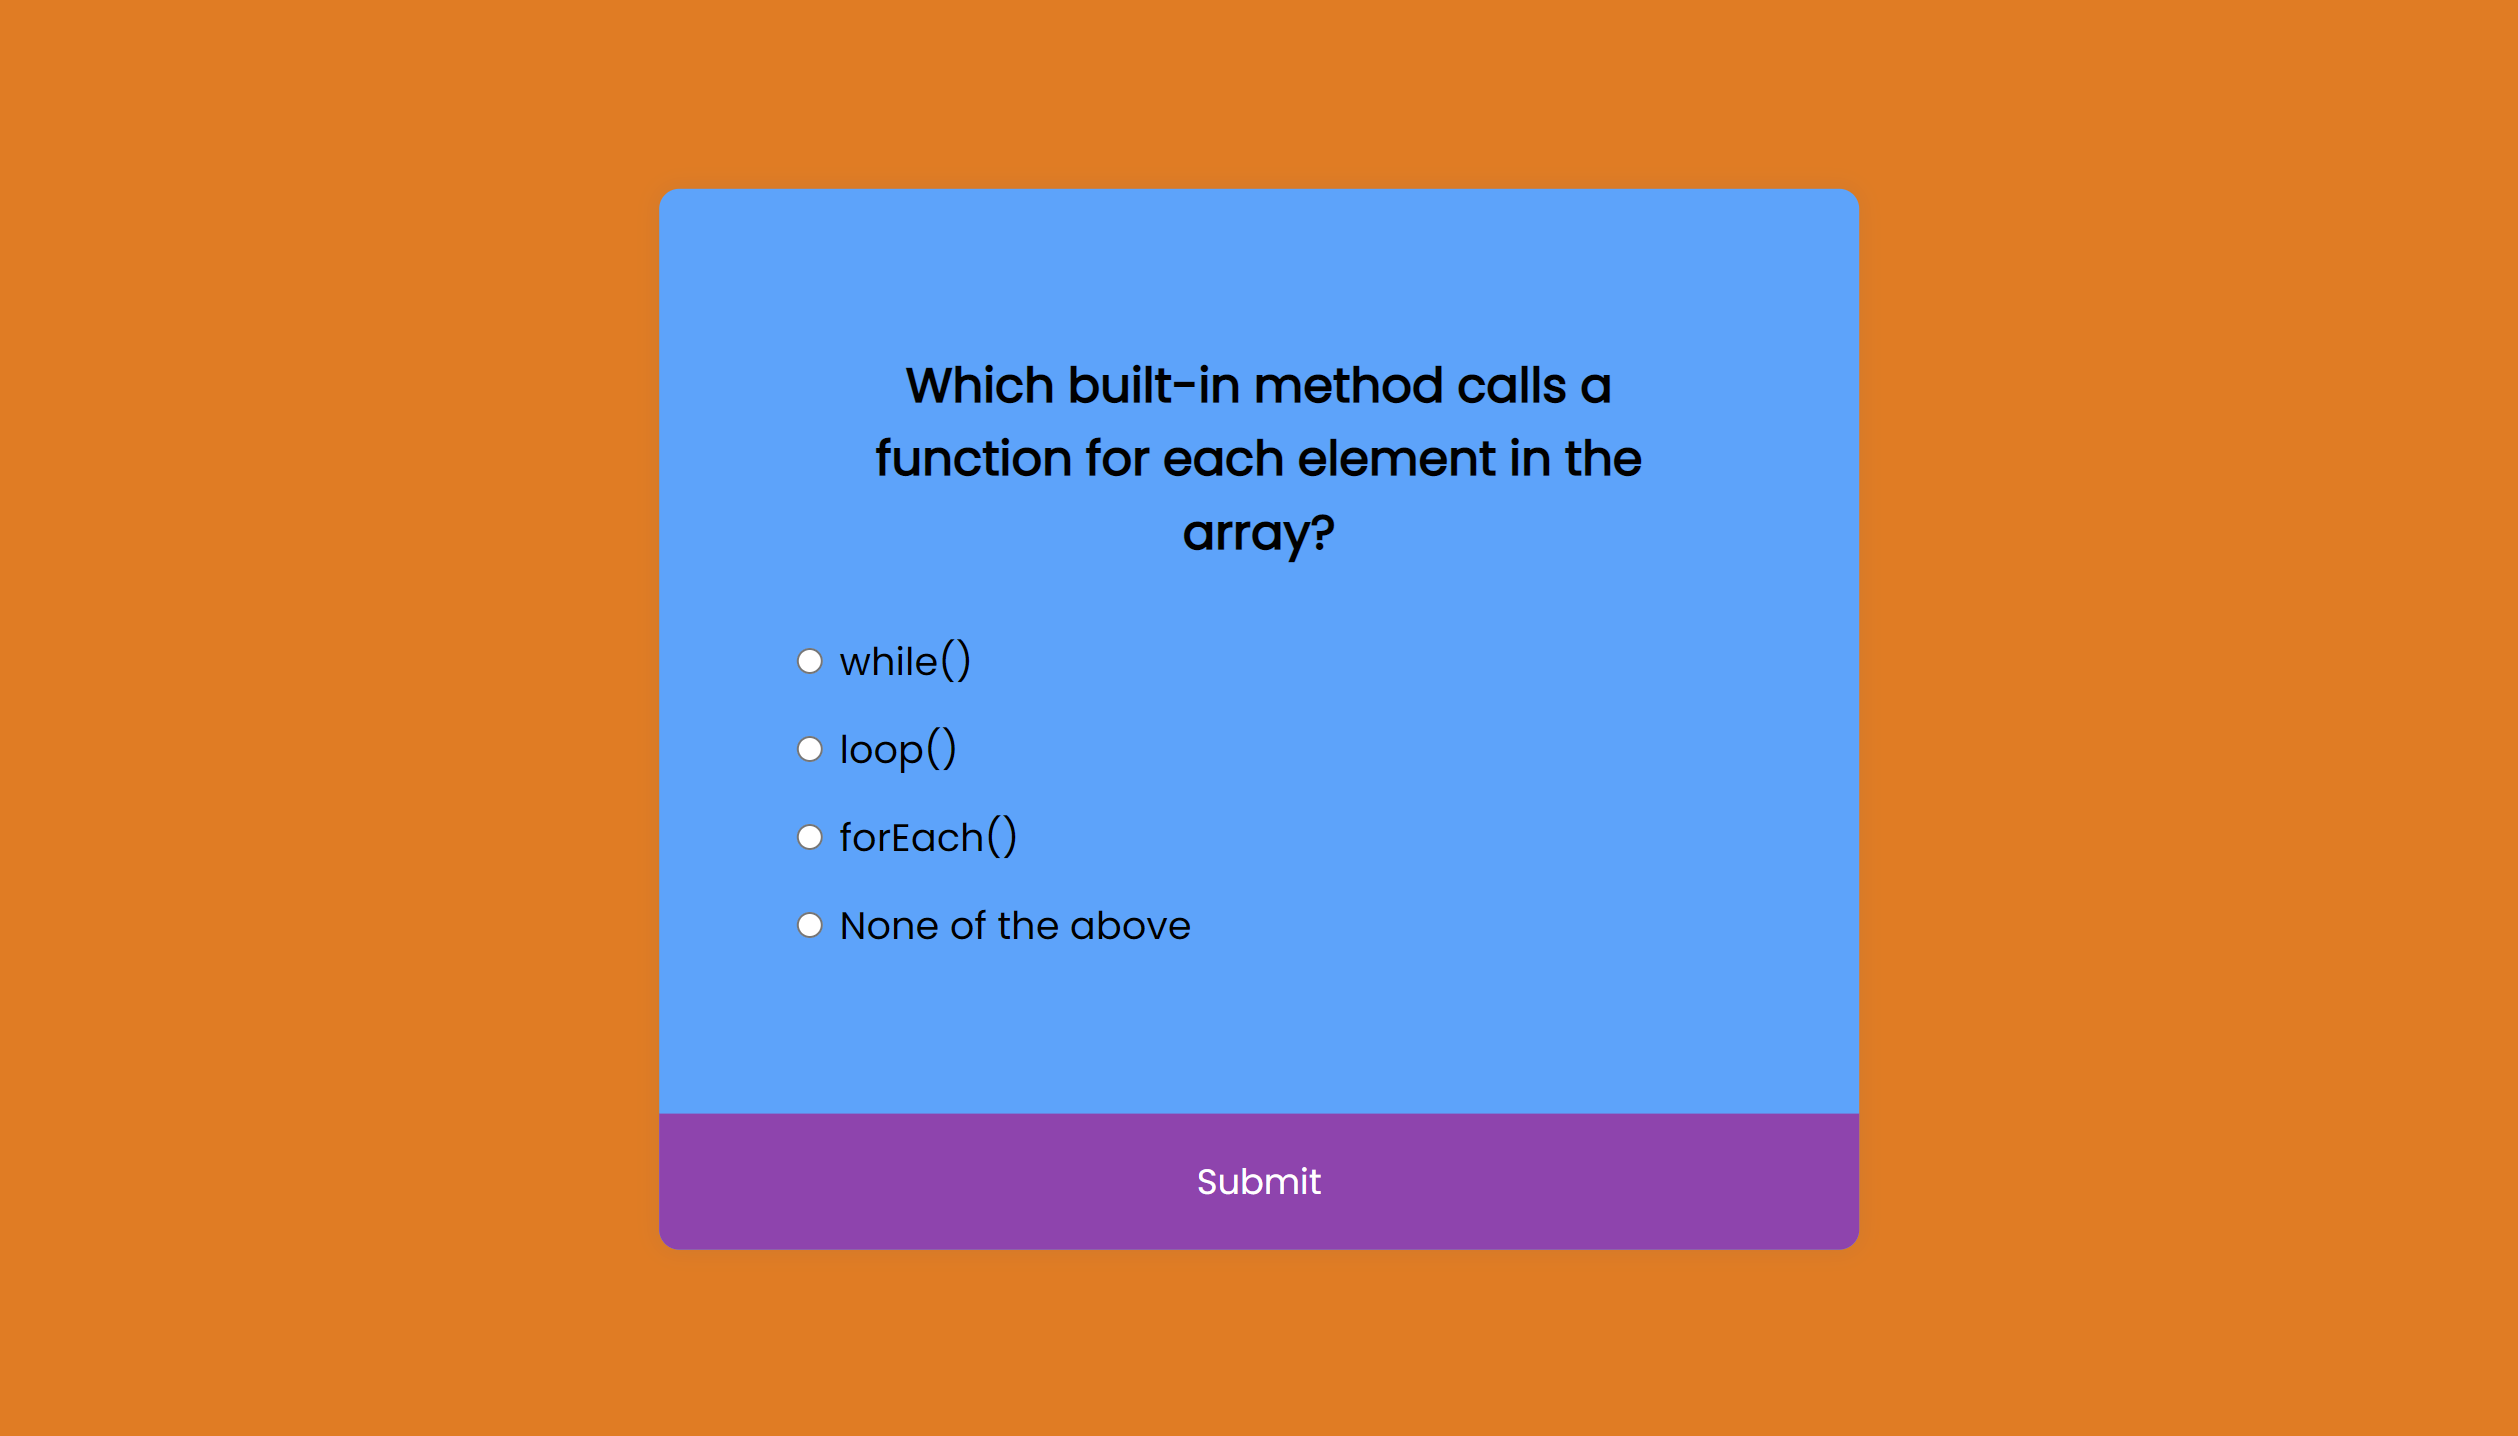 Which built-in method calls a
function for each element in the
array?
while()
loop()
forEach()
None of the above
Submit